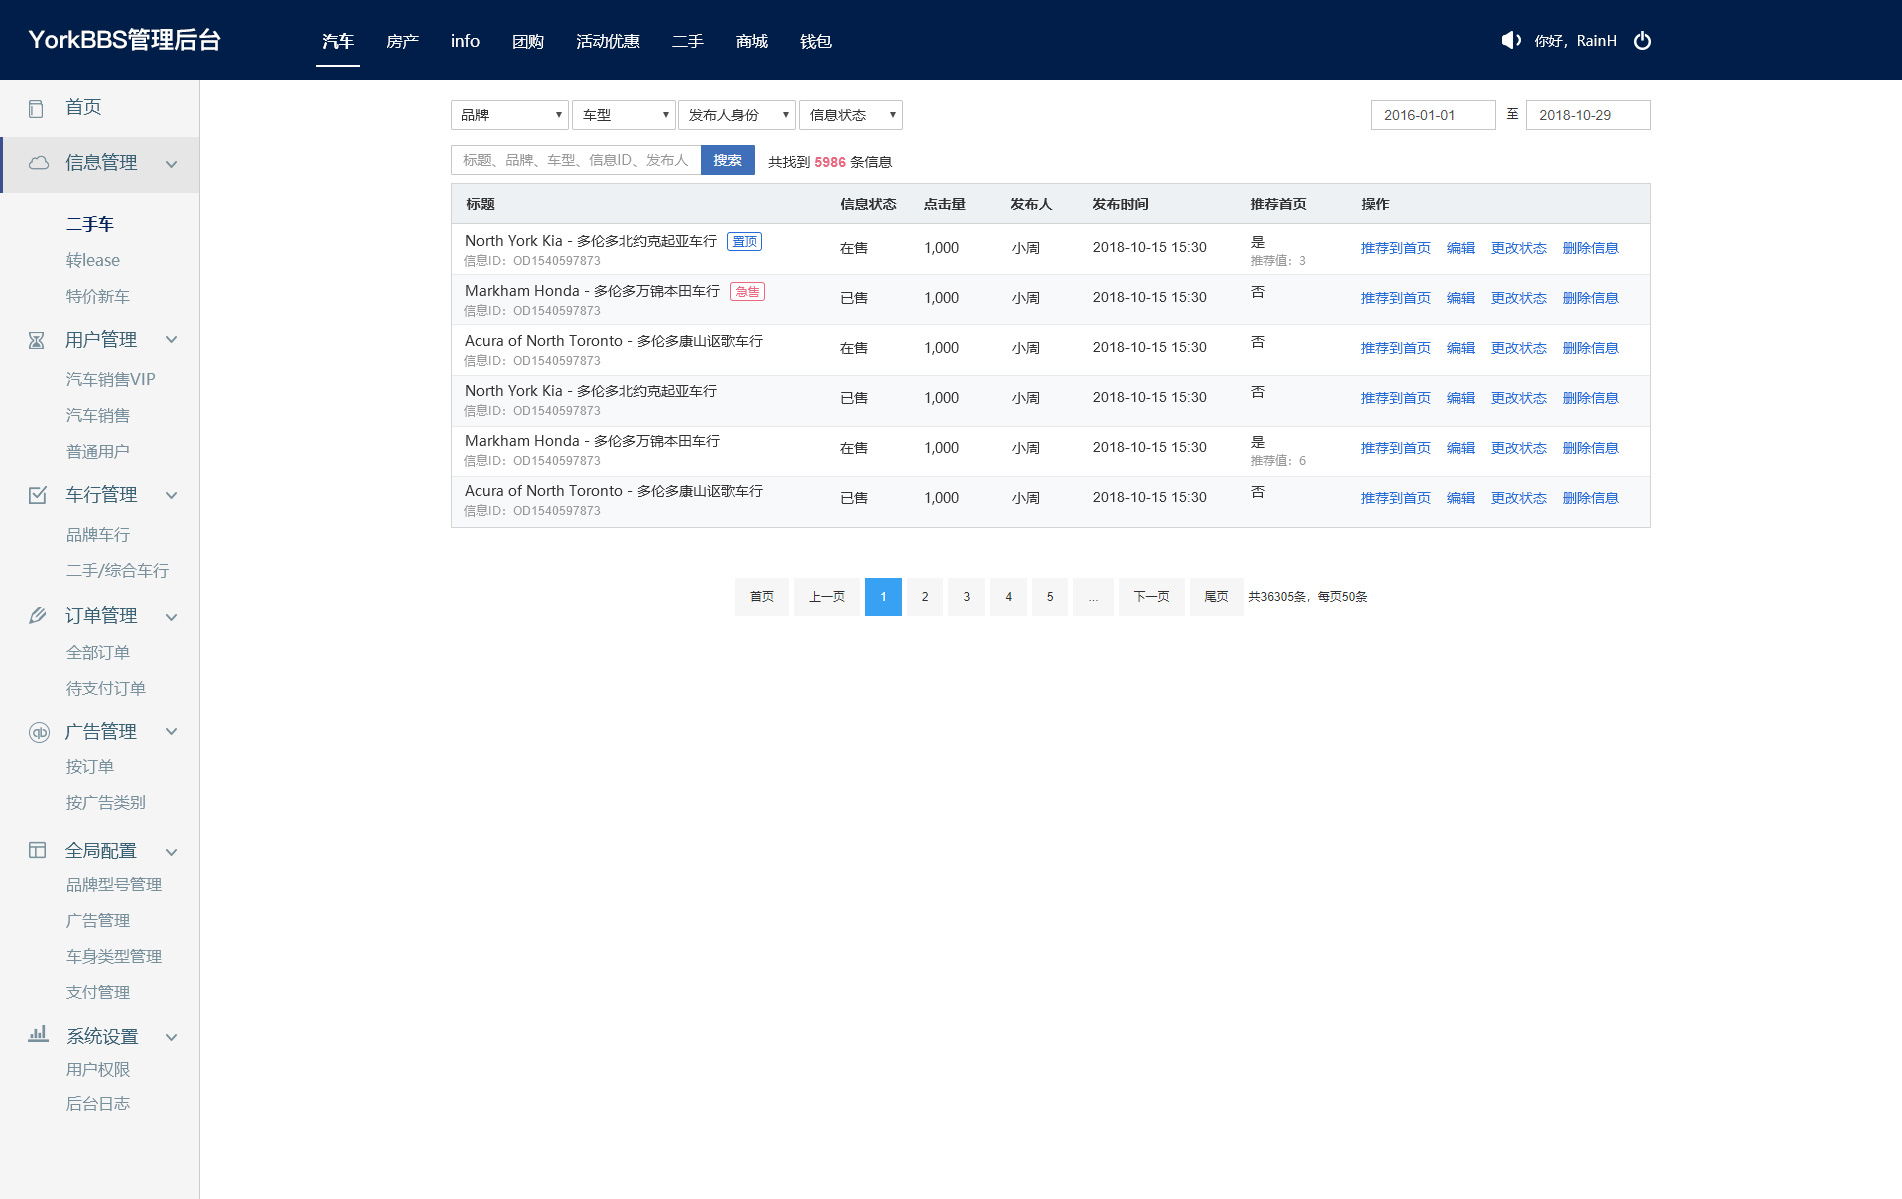 YorkBBS管理后台
汽车 房产 info 团购 活动优惠 二手 商城 钱包
你好，RainH
首页
信息管理
二手车
转lease
特价新车
用户管理
汽车销售VIP
汽车销售
普通用户
车行管理
品牌车行
二手/综合车行
订单管理
全部订单
待支付订单
广告管理
按订单
按广告类别
全局配置
品牌型号管理
广告管理
车身类型管理
支付管理
系统设置
用户权限
后台日志
品牌 车型 发布人身份 信息状态 2016-01-01 至 2018-10-29
标题、品牌、车型、信息ID、发布人 搜索 共找到 5986 条信息
标题 信息状态 点击量 发布人 发布时间 推荐首页 操作
North York Kia - 多伦多北约克起亚车行 置顶 在售 1,000 小周 2018-10-15 15:30 是 推荐到首页 编辑 更改状态 删除信息
信息ID：OD1540597873 推荐值：3
Markham Honda - 多伦多万锦本田车行 急售 已售 1,000 小周 2018-10-15 15:30 否 推荐到首页 编辑 更改状态 删除信息
信息ID：OD1540597873
Acura of North Toronto - 多伦多康山讴歌车行 在售 1,000 小周 2018-10-15 15:30 否 推荐到首页 编辑 更改状态 删除信息
信息ID：OD1540597873
North York Kia - 多伦多北约克起亚车行 已售 1,000 小周 2018-10-15 15:30 否 推荐到首页 编辑 更改状态 删除信息
信息ID：OD1540597873
Markham Honda - 多伦多万锦本田车行 在售 1,000 小周 2018-10-15 15:30 是 推荐到首页 编辑 更改状态 删除信息
信息ID：OD1540597873 推荐值：6
Acura of North Toronto - 多伦多康山讴歌车行 已售 1,000 小周 2018-10-15 15:30 否 推荐到首页 编辑 更改状态 删除信息
信息ID：OD1540597873
首页 上一页 1 2 3 4 5 ... 下一页 尾页 共36305条，每页50条